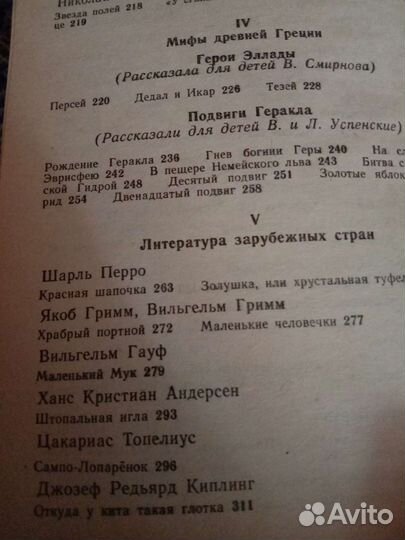 Звезда полей 218
це 219
IV
Мифы древней Греции
Герои Эллады
(Рассказала для детей В. Смирнова)
Персей 220 Дедал и Икар 226 Тезей 228
Подвиги Геракла
(Рассказали для детей В. и Л. Успенские)
Рождение Геракла 236 Гнев богини Геры 240 На сл
Эврисфею 242 В пещере Немейского льва 243 Битва с
ской Гидрой 248 Десятый подвиг 251 Золотые яблок
рид 254 Двенадцатый подвиг 258
V
Литература зарубежных стран
Шарль Перро
Красная шапочка 263 Золушка, или хрустальная туфел
Якоб Гримм, Вильгельм Гримм
Храбрый портной 272 Маленькие человечки 277
Вильгельм Гауф
Маленький Мук 279
Ханс Кристиан Андерсен
Штопальная игла 293
Цакариас Топелиус
Сампо-Лопарёнок 296
Джозеф Редьярд Киплинг
Откуда у кита такая глотка 311
Avito